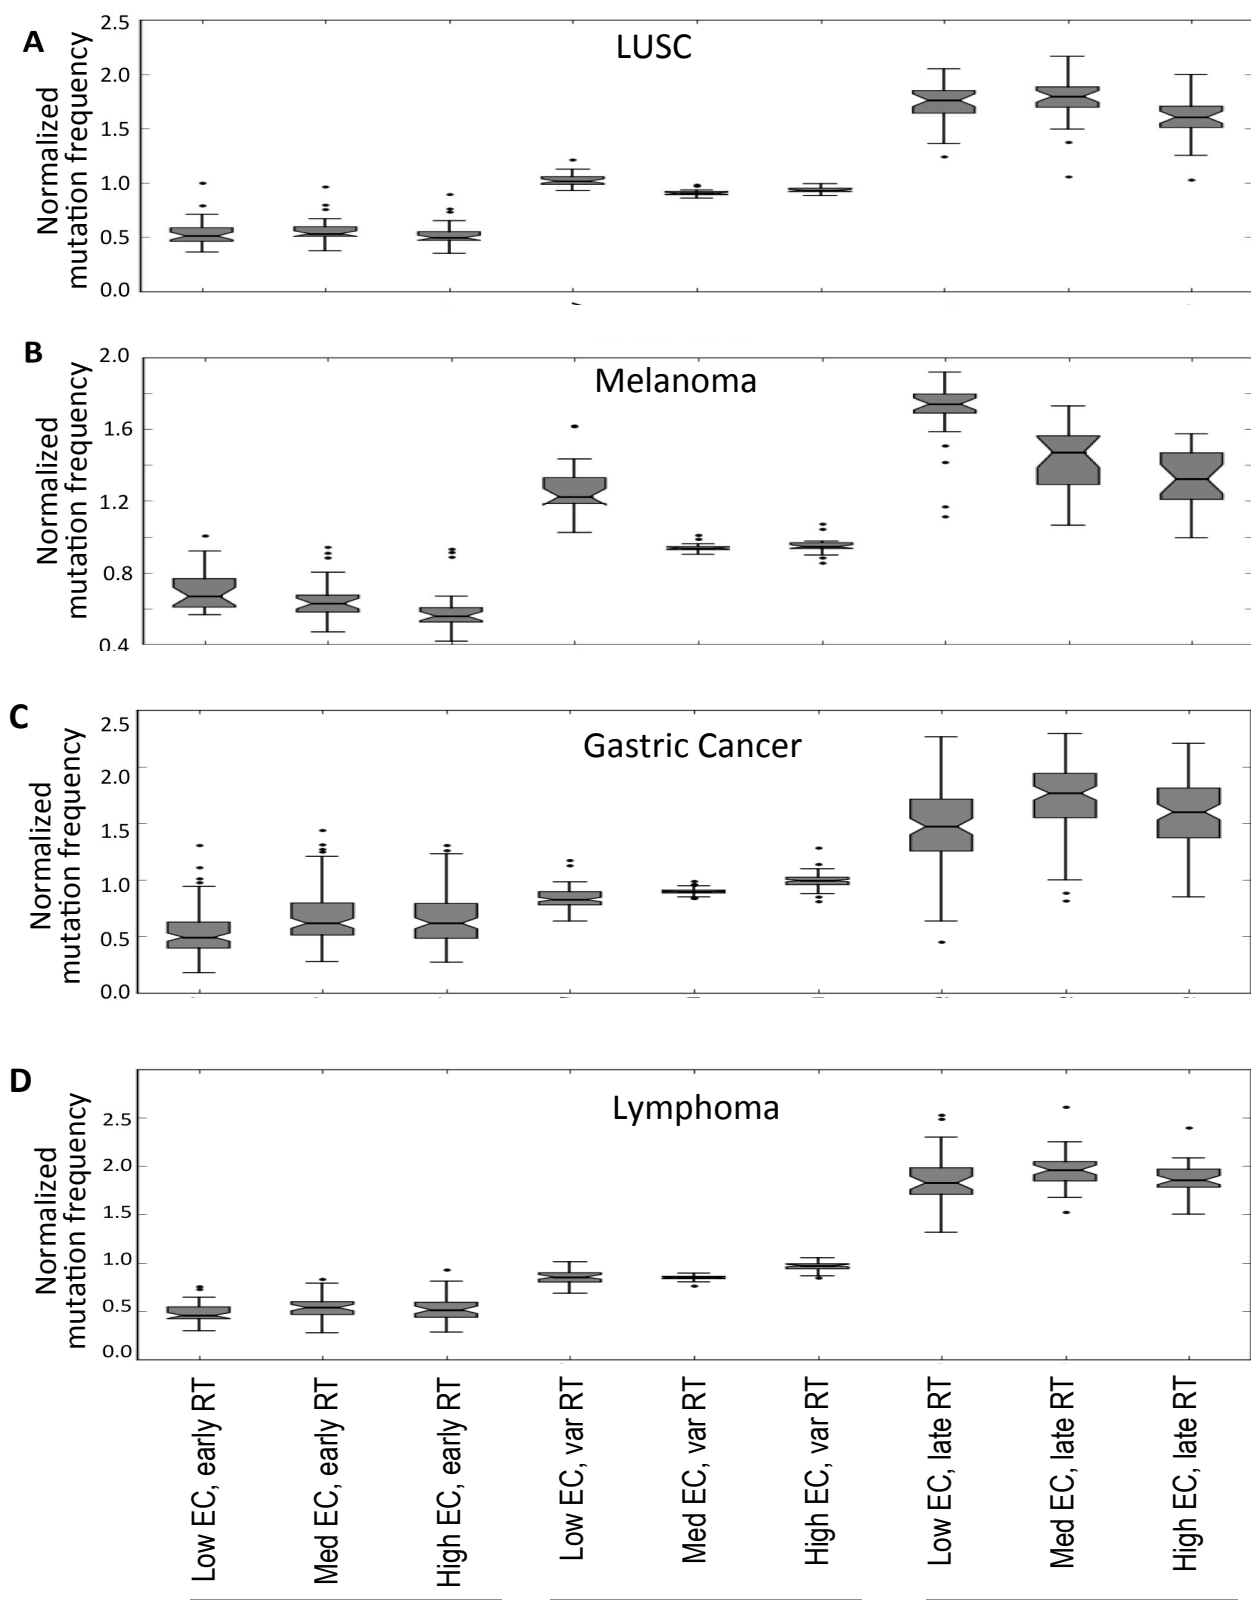 A
LUSC
Normalized
mutation frequency
2.5
2.0
1.5
1.0
0.5
0.0
B
Melanoma
Normalized
mutation frequency
2.0
1.6
1.2
0.8
0.4
C
Gastric Cancer
Normalized
mutation frequency
2.5
2.0
1.5
1.0
0.5
0.0
D
Lymphoma
Normalized
mutation frequency
2.5
2.0
1.5
1.0
0.5
0.0
Low EC, early RT
Med EC, early RT
High EC, early RT
Low EC, var RT
Med EC, var RT
High EC, var RT
Low EC, late RT
Med EC, late RT
High EC, late RT